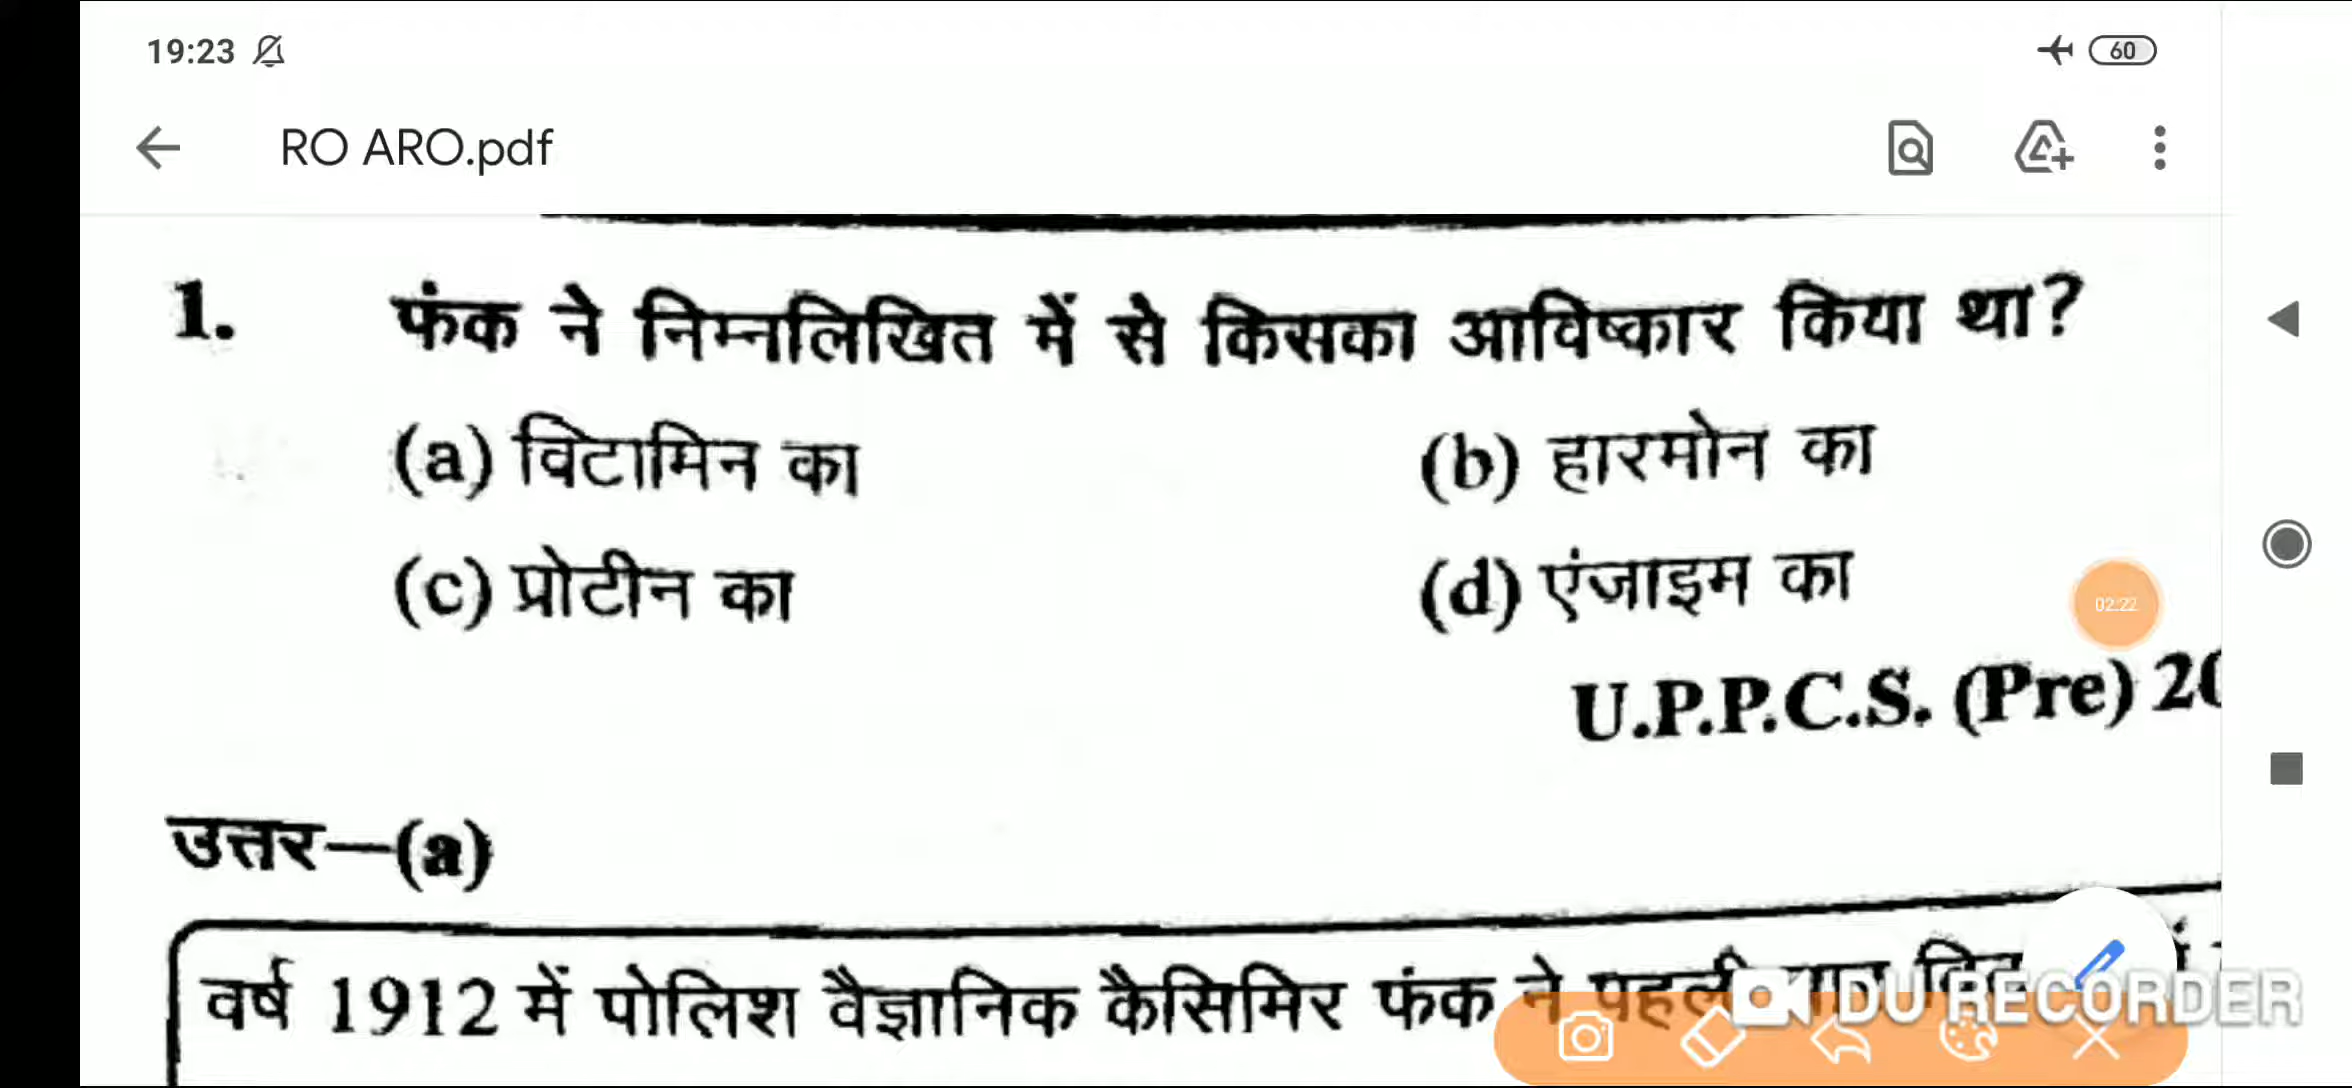 19:23
60
RO ARO.pdf
1. फंक ने निम्नलिखित में से किसका आविष्कार किया था?
(a) विटामिन का (b) हारमोन का
(c) प्रोटीन का (d) एंजाइम का
02:22
U.P.P.C.S. (Pre)
उत्तर—(a)
वर्ष 1912 में पोलिश वैज्ञानिक कैसिमिर फंक ने
DU RECORDER